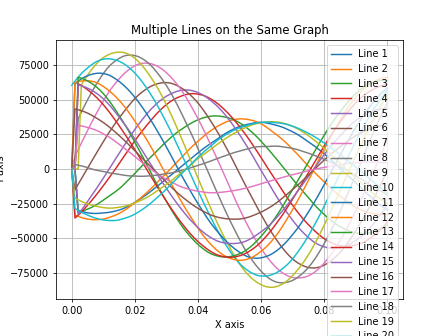 Multiple Lines on the Same Graph
75000
50000
25000
0
−25000
−50000
−75000
0.00
0.02
0.04
0.06
X axis
Line 1
Line 2
Line 3
Line 4
Line 5
Line 6
Line 7
Line 8
Line 9
Line 10
Line 11
Line 12
Line 13
Line 14
Line 15
Line 16
Line 17
Line 18
Line 19
Line 20